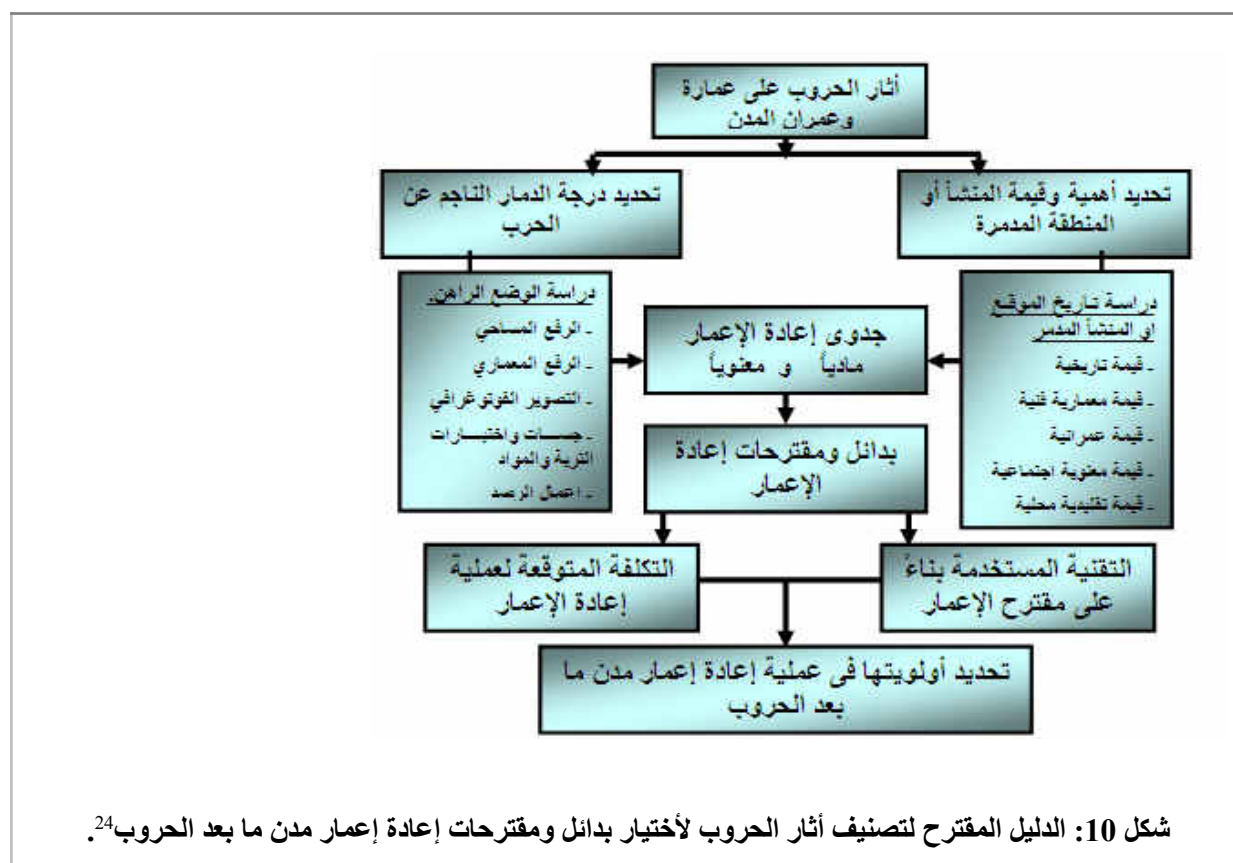 أثار الحروب على عمارة
وعمران المدن
تحديد أهمية وقيمة المنشأ أو
المنطقة المدمرة
تحديد درجة الدمار الناجم عن
الحرب
دراسة تاريخ الموقع
او المنشأ المدمر
- قيمة تاريخية
- قيمة معمارية فنية
- قيمة عمرانية
- قيمة معنوية اجتماعية
- قيمة تقليدية محلية
دراسة الوضع الراهن.
- الرفع المساحي
- الرفع المعماري
- التصوير الفوتوغرافي
- جسات واختبارات
التربة والمواد
- اعمال الرصد
جدوى إعادة الإعمار
مادياً و معنوياً
بدائل ومقترحات إعادة
الإعمار
التقنية المستخدمة بناءً
على مقترح الإعمار
التكلفة المتوقعة لعملية
إعادة الإعمار
تحديد أولويتها فى عملية إعادة إعمار مدن ما
بعد الحروب
شكل 10: الدليل المقترح لتصنيف أثار الحروب لأختيار بدائل ومقترحات إعادة إعمار مدن ما بعد الحروب24.